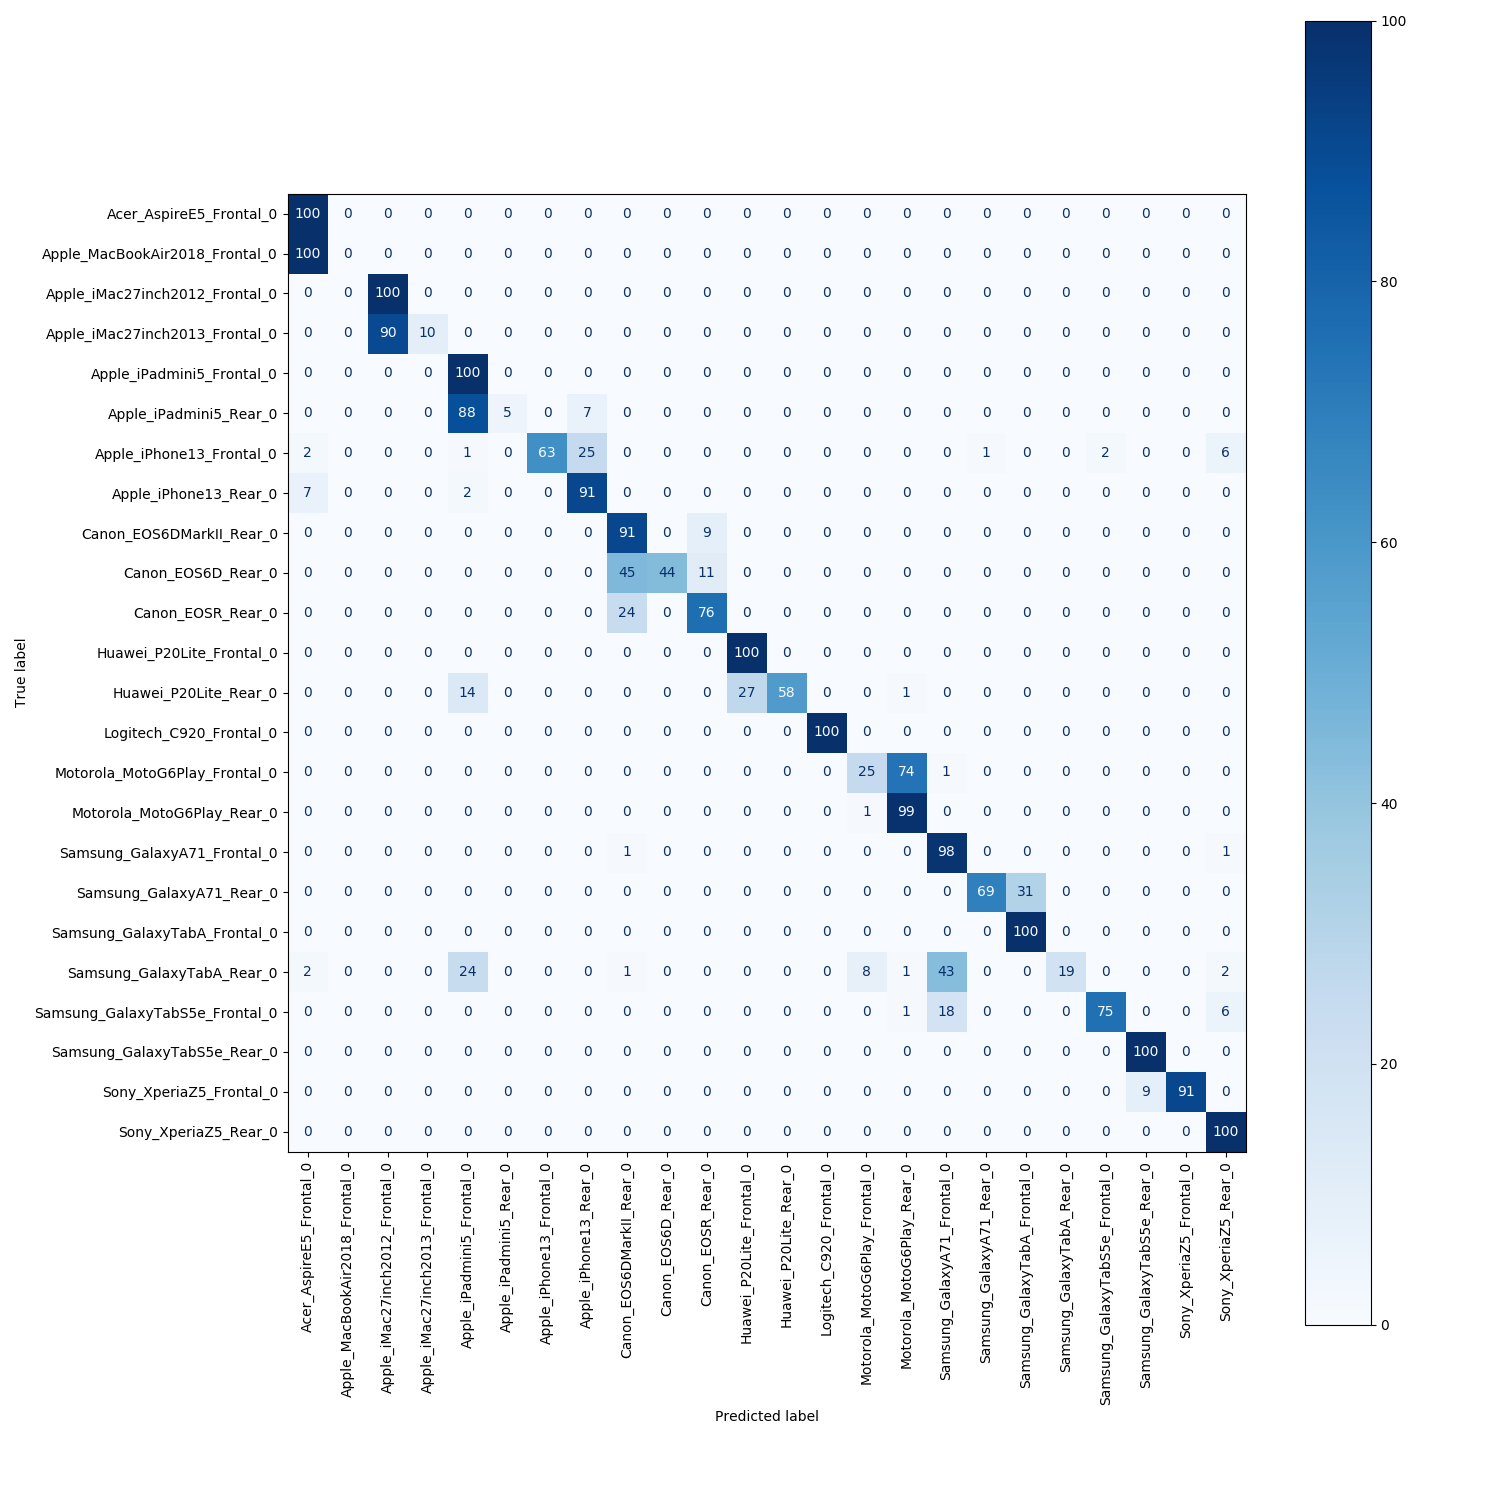 100
80
60
40
20
0
True label
Acer_AspireE5_Frontal_0 100 0 0 0 0 0 0 0 0 0 0 0 0 0 0 0 0 0 0 0 0 0 0 0
Apple_MacBookAir2018_Frontal_0 100 0 0 0 0 0 0 0 0 0 0 0 0 0 0 0 0 0 0 0 0 0 0 0
Apple_iMac27inch2012_Frontal_0 0 0 100 0 0 0 0 0 0 0 0 0 0 0 0 0 0 0 0 0 0 0 0 0
Apple_iMac27inch2013_Frontal_0 0 0 90 10 0 0 0 0 0 0 0 0 0 0 0 0 0 0 0 0 0 0 0 0
Apple_iPadmini5_Frontal_0 0 0 0 0 100 0 0 0 0 0 0 0 0 0 0 0 0 0 0 0 0 0 0 0
Apple_iPadmini5_Rear_0 0 0 0 0 88 5 0 7 0 0 0 0 0 0 0 0 0 0 0 0 0 0 0 0
Apple_iPhone13_Frontal_0 2 0 0 0 1 0 63 25 0 0 0 0 0 0 0 0 0 1 0 0 2 0 0 6
Apple_iPhone13_Rear_0 7 0 0 0 2 0 0 91 0 0 0 0 0 0 0 0 0 0 0 0 0 0 0 0
Canon_EOS6DMarkII_Rear_0 0 0 0 0 0 0 0 0 91 0 9 0 0 0 0 0 0 0 0 0 0 0 0 0
Canon_EOS6D_Rear_0 0 0 0 0 0 0 0 0 45 44 11 0 0 0 0 0 0 0 0 0 0 0 0 0
Canon_EOSR_Rear_0 0 0 0 0 0 0 0 0 24 0 76 0 0 0 0 0 0 0 0 0 0 0 0 0
Huawei_P20Lite_Frontal_0 0 0 0 0 0 0 0 0 0 0 0 100 0 0 0 0 0 0 0 0 0 0 0 0
Huawei_P20Lite_Rear_0 0 0 0 0 14 0 0 0 0 0 0 27 58 0 0 1 0 0 0 0 0 0 0 0
Logitech_C920_Frontal_0 0 0 0 0 0 0 0 0 0 0 0 0 0 100 0 0 0 0 0 0 0 0 0 0
Motorola_MotoG6Play_Frontal_0 0 0 0 0 0 0 0 0 0 0 0 0 0 0 25 74 1 0 0 0 0 0 0 0
Motorola_MotoG6Play_Rear_0 0 0 0 0 0 0 0 0 0 0 0 0 0 0 1 99 0 0 0 0 0 0 0 0
Samsung_GalaxyA71_Frontal_0 0 0 0 0 0 0 0 0 1 0 0 0 0 0 0 0 98 0 0 0 0 0 0 1
Samsung_GalaxyA71_Rear_0 0 0 0 0 0 0 0 0 0 0 0 0 0 0 0 0 0 69 31 0 0 0 0 0
Samsung_GalaxyTabA_Frontal_0 0 0 0 0 0 0 0 0 0 0 0 0 0 0 0 0 0 0 100 0 0 0 0 0
Samsung_GalaxyTabA_Rear_0 2 0 0 0 24 0 0 0 1 0 0 0 0 0 8 1 43 0 0 19 0 0 0 2
Samsung_GalaxyTabS5e_Frontal_0 0 0 0 0 0 0 0 0 0 0 0 0 0 0 0 1 18 0 0 0 75 0 0 6
Samsung_GalaxyTabS5e_Rear_0 0 0 0 0 0 0 0 0 0 0 0 0 0 0 0 0 0 0 0 0 0 100 0 0
Sony_XperiaZ5_Frontal_0 0 0 0 0 0 0 0 0 0 0 0 0 0 0 0 0 0 0 0 0 0 9 91 0
Sony_XperiaZ5_Rear_0 0 0 0 0 0 0 0 0 0 0 0 0 0 0 0 0 0 0 0 0 0 0 0 100
Acer_AspireE5_Frontal_0
Apple_MacBookAir2018_Frontal_0
Apple_iMac27inch2012_Frontal_0
Apple_iMac27inch2013_Frontal_0
Apple_iPadmini5_Frontal_0
Apple_iPadmini5_Rear_0
Apple_iPhone13_Frontal_0
Apple_iPhone13_Rear_0
Canon_EOS6DMarkII_Rear_0
Canon_EOS6D_Rear_0
Canon_EOSR_Rear_0
Huawei_P20Lite_Frontal_0
Huawei_P20Lite_Rear_0
Logitech_C920_Frontal_0
Motorola_MotoG6Play_Frontal_0
Motorola_MotoG6Play_Rear_0
Samsung_GalaxyA71_Frontal_0
Samsung_GalaxyA71_Rear_0
Samsung_GalaxyTabA_Frontal_0
Samsung_GalaxyTabA_Rear_0
Samsung_GalaxyTabS5e_Frontal_0
Samsung_GalaxyTabS5e_Rear_0
Sony_XperiaZ5_Frontal_0
Sony_XperiaZ5_Rear_0
Predicted label